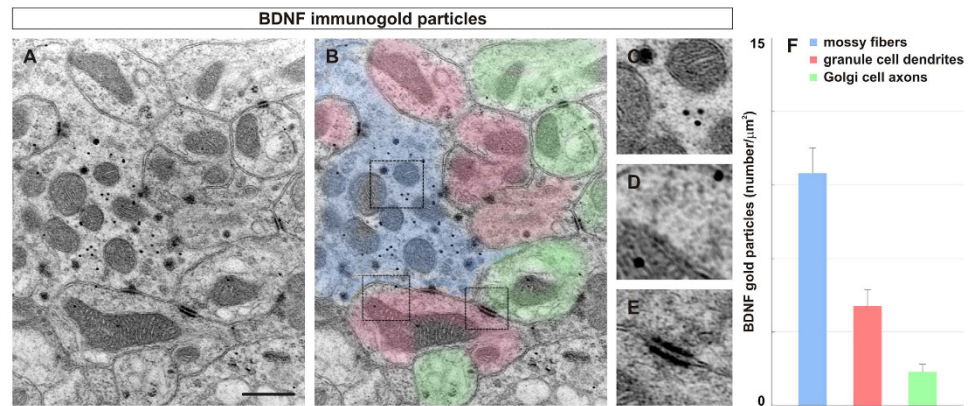 BDNF immunogold particles
A
B
C
D
E
F
mossy fibers
granule cell dendrites
Golgi cell axons
15
BDNF gold particles (number/μm²)
0